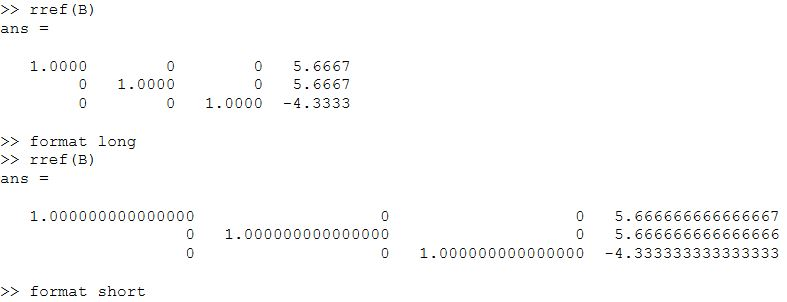 >> rref(B)
ans =
1.0000 0 0 5.6667
0 1.0000 0 5.6667
0 0 1.0000 -4.3333
>> format long
>> rref(B)
ans =
1.000000000000000 0 0 5.666666666666667
0 1.000000000000000 0 5.666666666666666
0 0 1.000000000000000 -4.333333333333333
>> format short